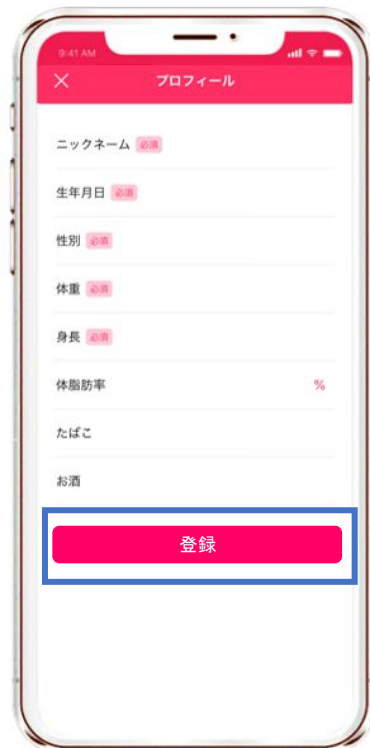 9:41 AM
プロフィール
ニックネーム 必須
生年月日 必須
性別 必須
体重 必須
身長 必須
体脂肪率 %
たばこ
お酒
登録